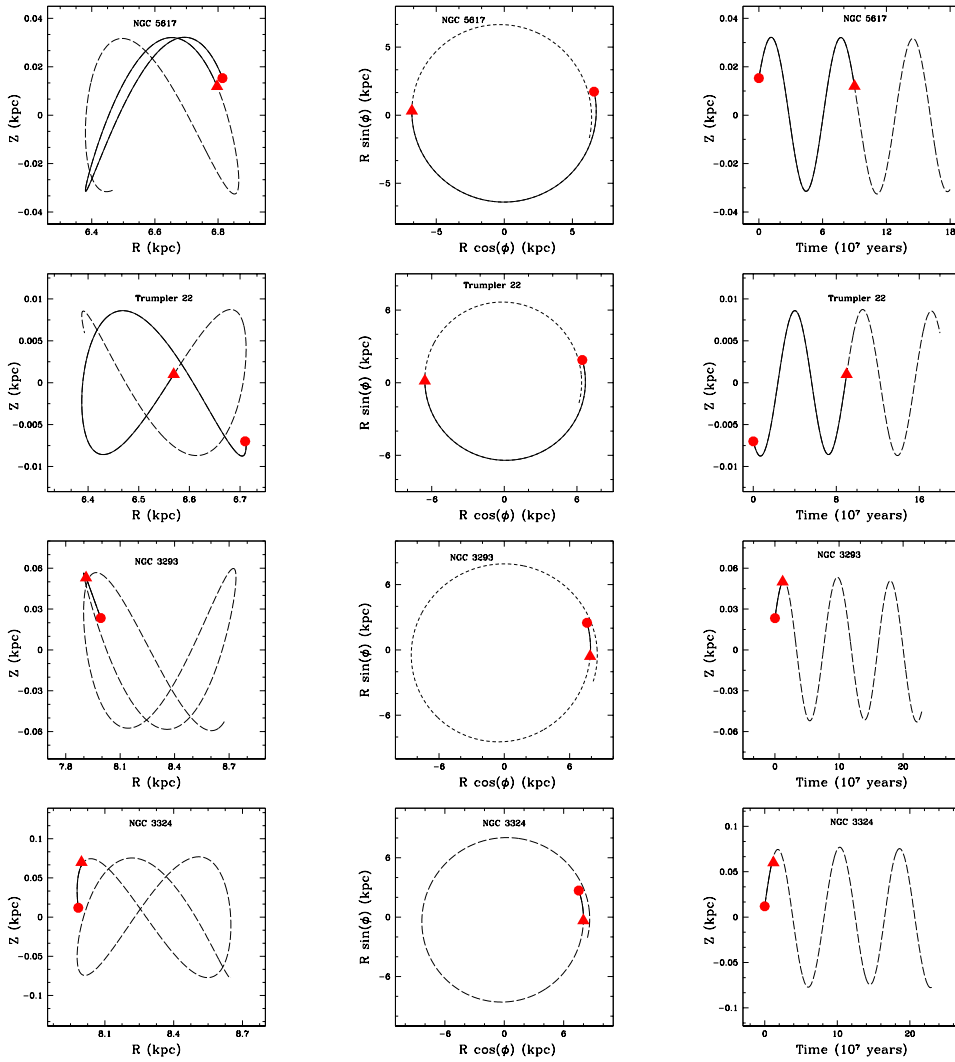 NGC 5617
0.04
0.02
0
−0.02
−0.04
Z (kpc)
6.4
6.6
6.8
R (kpc)
NGC 5617
5
0
−5
R sin(ϕ) (kpc)
−5
0
5
R cos(ϕ) (kpc)
NGC 5617
0.04
0.02
0
−0.02
−0.04
Z (kpc)
0
6
12
18
Time (10⁷ years)
Trumpler 22
0.01
0.005
0
−0.005
−0.01
Z (kpc)
6.4
6.5
6.6
6.7
R (kpc)
Trumpler 22
6
0
−6
R sin(ϕ) (kpc)
−6
0
6
R cos(ϕ) (kpc)
Trumpler 22
0.01
0.005
0
−0.005
−0.01
Z (kpc)
0
8
16
Time (10⁷ years)
NGC 3293
0.06
0.03
0
−0.03
−0.06
Z (kpc)
7.8
8.1
8.4
8.7
R (kpc)
NGC 3293
6
0
−6
R sin(ϕ) (kpc)
−6
0
6
R cos(ϕ) (kpc)
NGC 3293
0.06
0.03
0
−0.03
−0.06
Z (kpc)
0
10
20
Time (10⁷ years)
NGC 3324
0.1
0.05
0
−0.05
−0.1
Z (kpc)
8.1
8.4
8.7
R (kpc)
NGC 3324
6
0
−6
R sin(ϕ) (kpc)
−6
0
6
R cos(ϕ) (kpc)
NGC 3324
0.1
0.05
0
−0.05
−0.1
Z (kpc)
0
10
20
Time (10⁷ years)